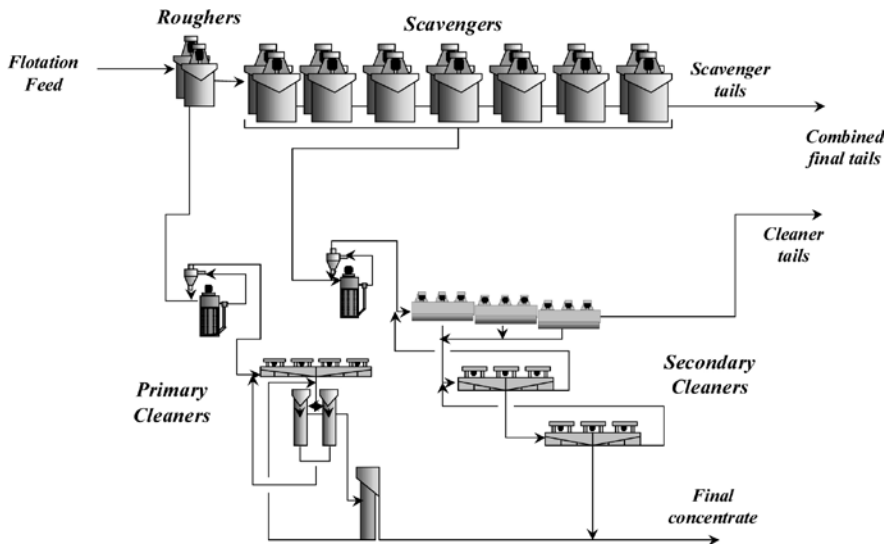 Roughers
Scavengers
Flotation
Feed
Scavenger
tails
Combined
final tails
Cleaner
tails
Primary
Cleaners
Secondary
Cleaners
Final
concentrate